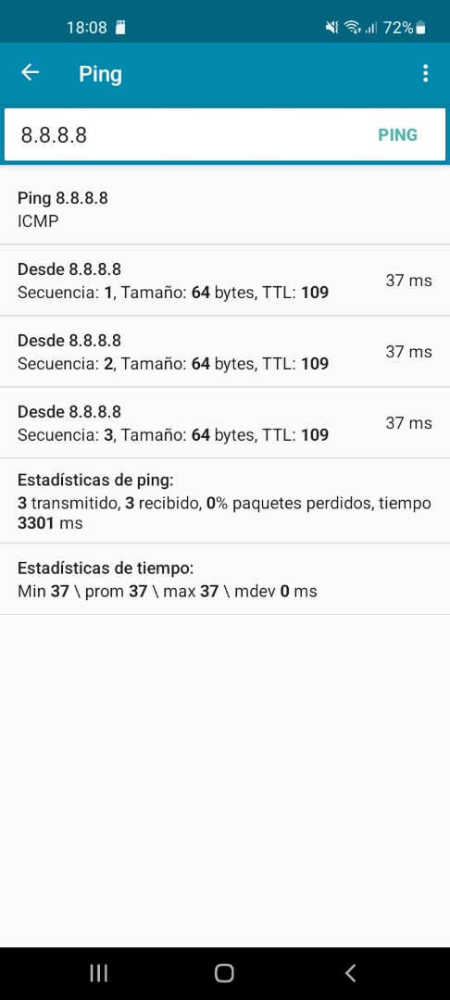 18:08 72%
Ping
8.8.8.8 PING
Ping 8.8.8.8
ICMP
Desde 8.8.8.8
Secuencia: 1, Tamaño: 64 bytes, TTL: 109 37 ms
Desde 8.8.8.8
Secuencia: 2, Tamaño: 64 bytes, TTL: 109 37 ms
Desde 8.8.8.8
Secuencia: 3, Tamaño: 64 bytes, TTL: 109 37 ms
Estadísticas de ping:
3 transmitido, 3 recibido, 0% paquetes perdidos, tiempo
3301 ms
Estadísticas de tiempo:
Min 37 \ prom 37 \ max 37 \ mdev 0 ms